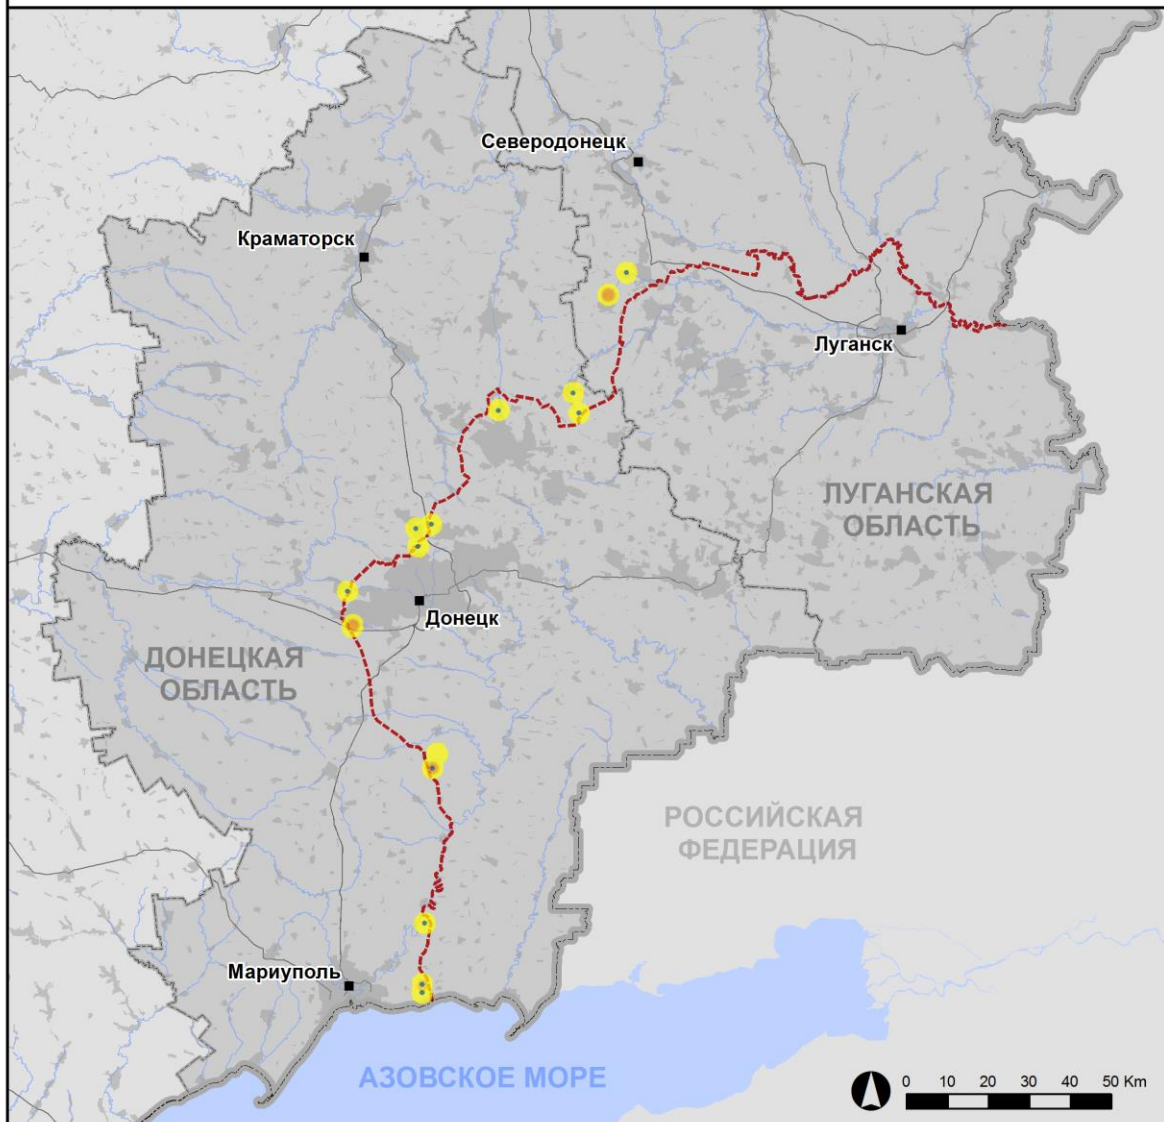 Северодонецк
Краматорск
Луганск
ЛУГАНСКАЯ
ОБЛАСТЬ
Донецк
ДОНЕЦКАЯ
ОБЛАСТЬ
РОССИЙСКАЯ
ФЕДЕРАЦИЯ
Мариуполь
АЗОВСКОЕ МОРЕ
0 10 20 30 40 50 Km